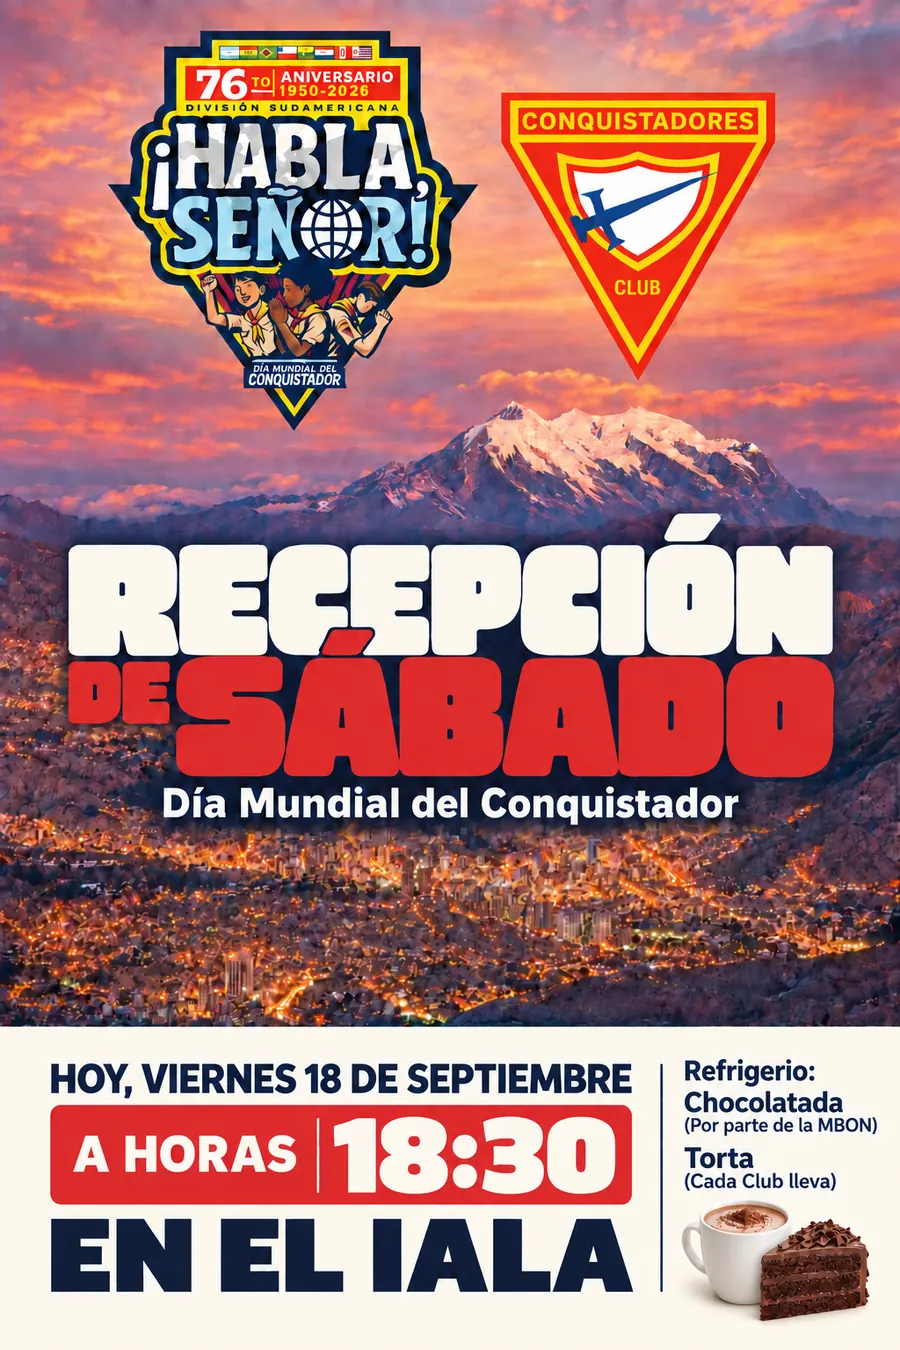 76TO ANIVERSARIO
1950-2026
DIVISIÓN SUDAMERICANA
¡HABLA,
SEÑOR!
DÍA MUNDIAL DEL
CONQUISTADOR
CONQUISTADORES
CLUB
RECEPCIÓN
DE SÁBADO
Día Mundial del Conquistador
HOY, VIERNES 18 DE SEPTIEMBRE
A HORAS 18:30
EN EL IALA
Refrigerio:
Chocolatada
(Por parte de la MBON)
Torta
(Cada Club lleva)